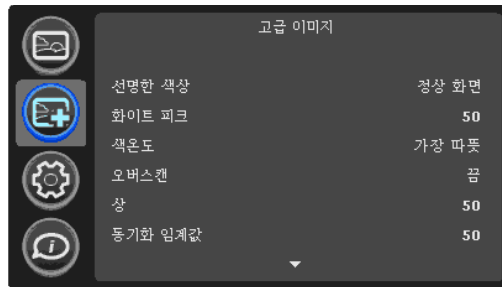 고급 이미지
선명한 색상 정상 화면
화이트 피크 50
색온도 가장 따뜻
오버스캔 끔
상 50
동기화 임계값 50